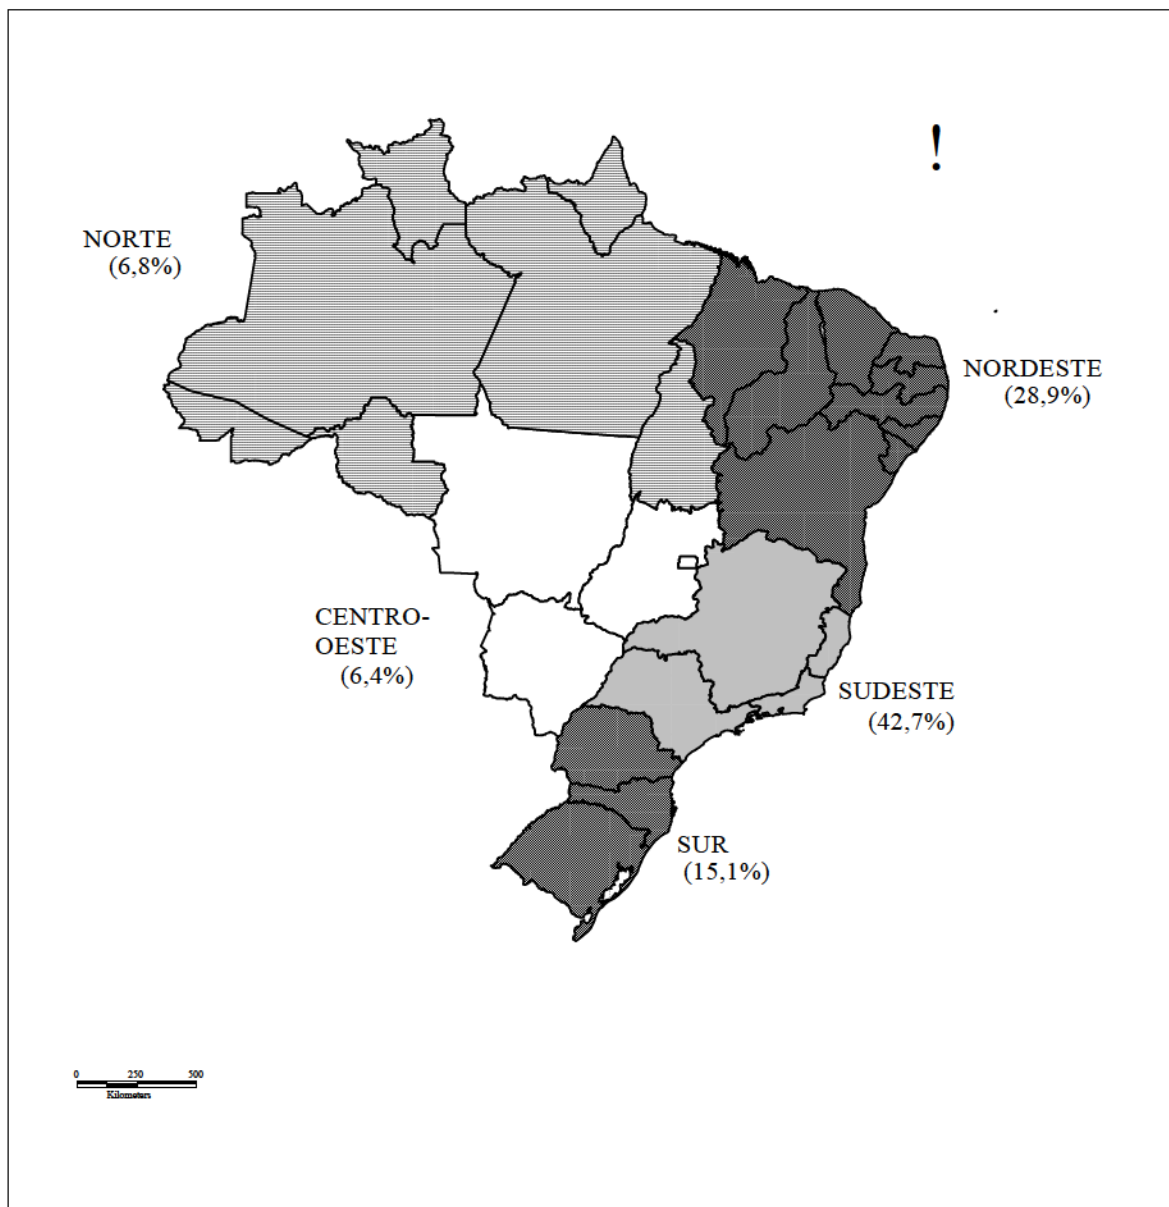 !
NORTE
(6,8%)
NORDESTE
(28,9%)
CENTRO-
OESTE
(6,4%)
SUDESTE
(42,7%)
SUR
(15,1%)
0 250 500
Kilometers